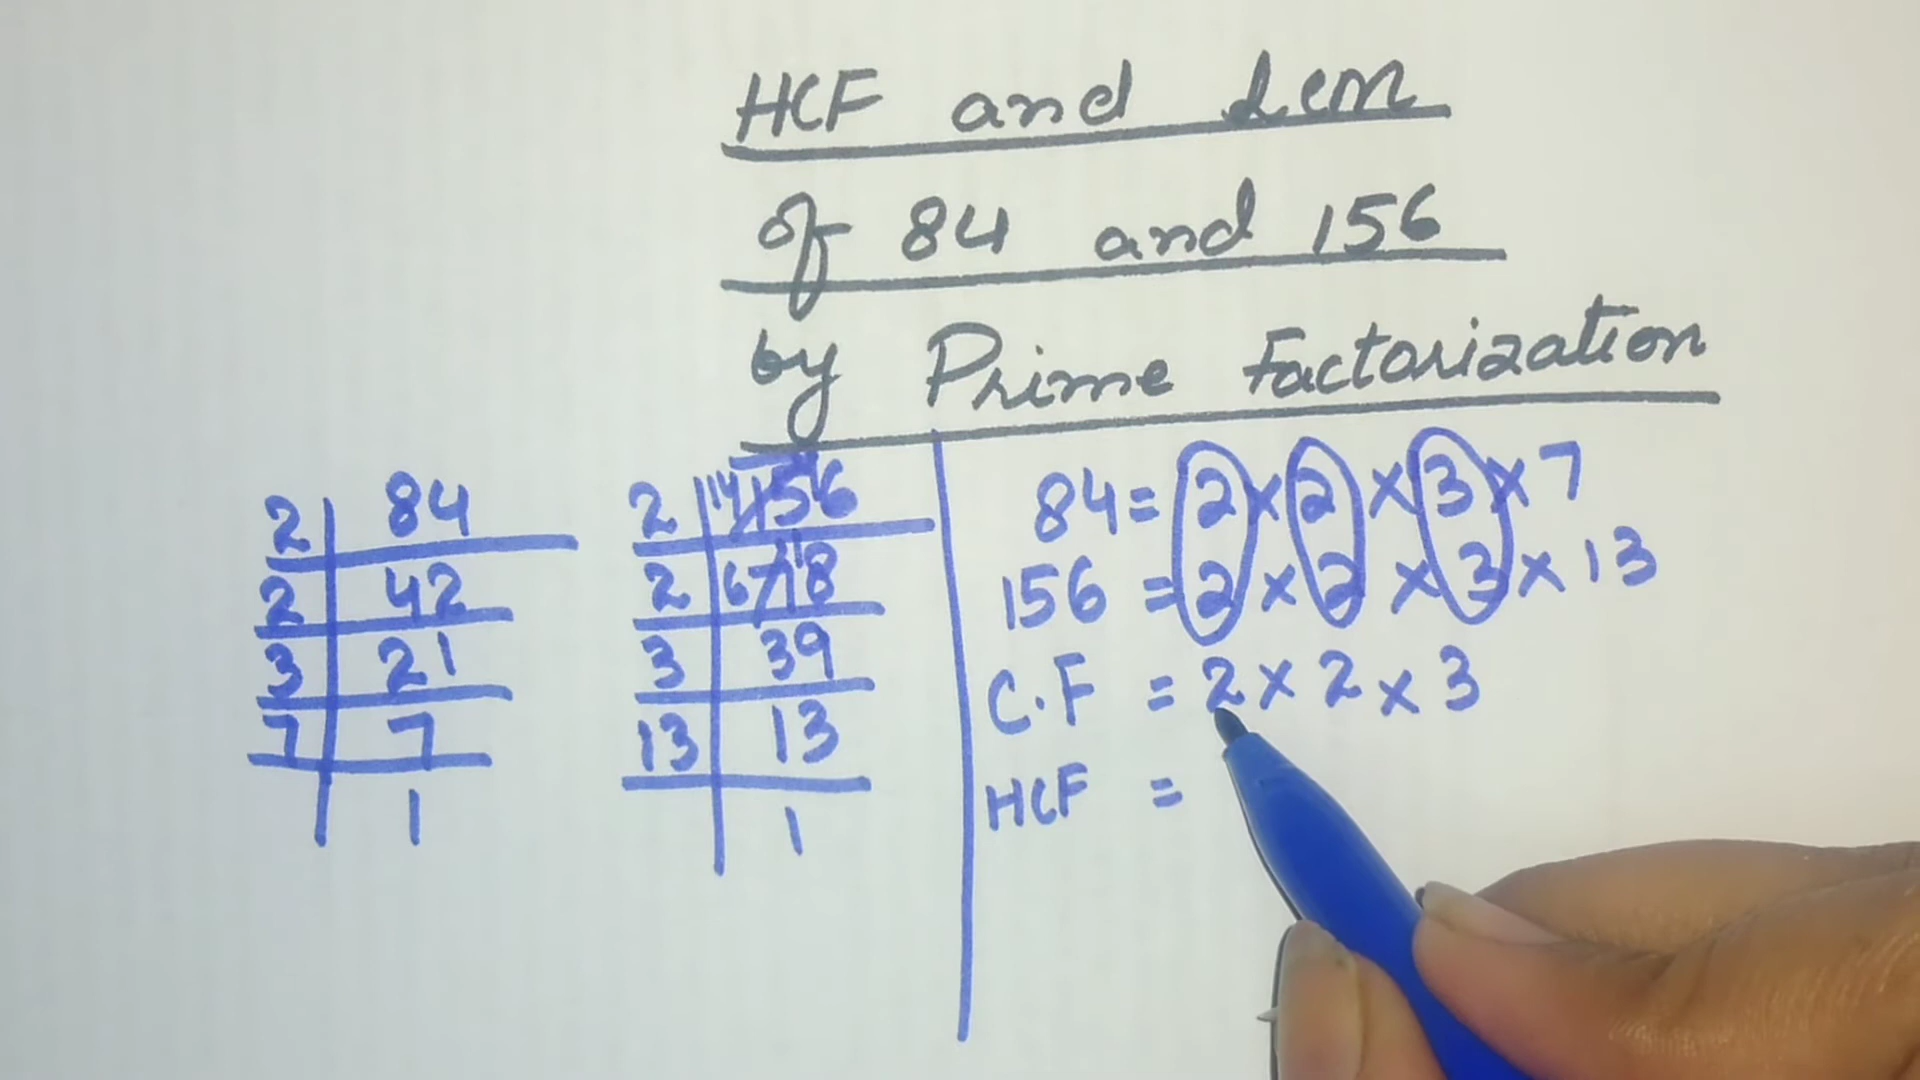 HCF and Lcm
of 84 and 156
by Prime Factorization
2 84
2 42
3 21
7 7
1
2 156
2 78
3 39
13 13
1
84 = 2 × 2 × 3 × 7
156 = 2 × 2 × 3 × 13
C.F = 2 × 2 × 3
HCF =